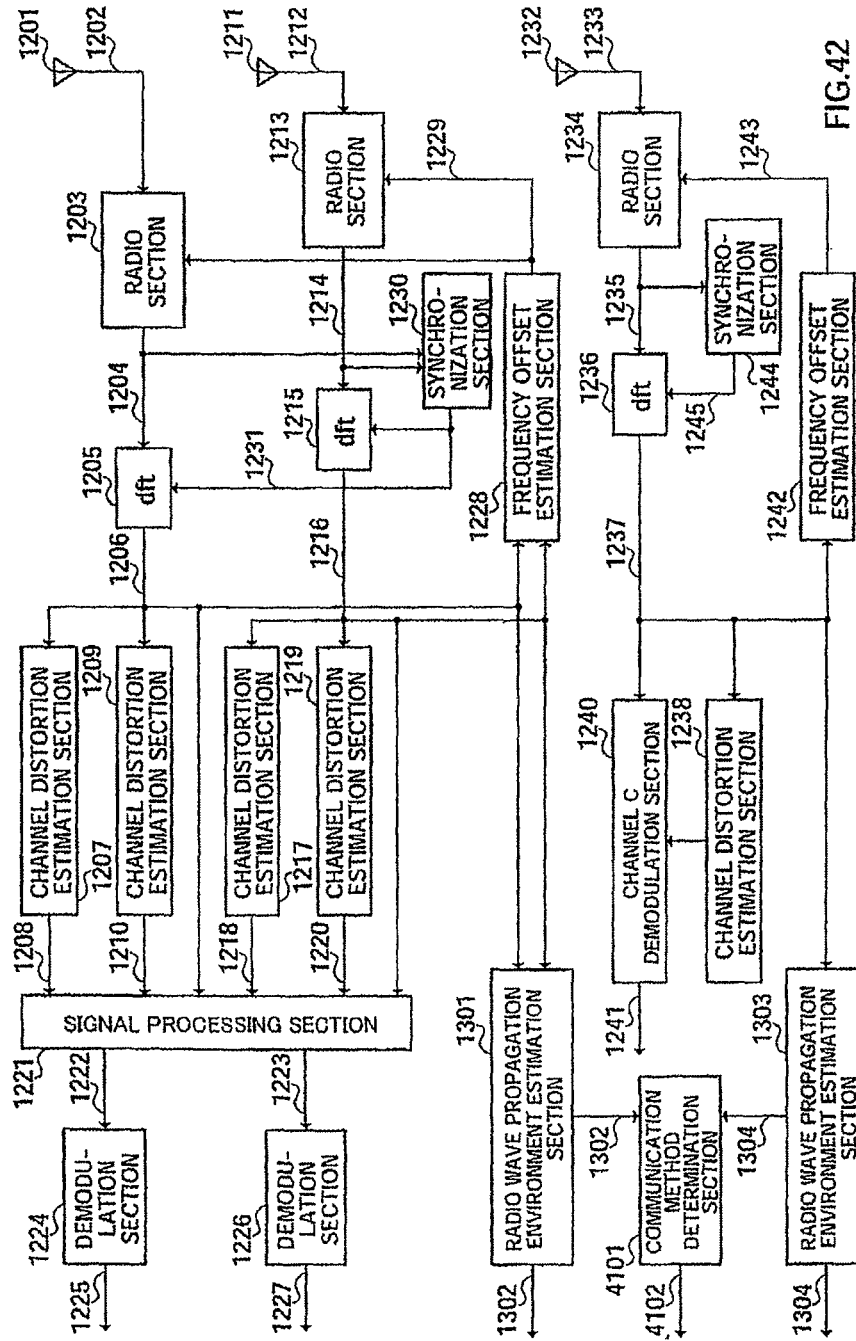 1201
1202
1203
RADIO
SECTION
1204
1205
dft
1206
CHANNEL DISTORTION
ESTIMATION SECTION
1207
1208
1209
CHANNEL DISTORTION
ESTIMATION SECTION
1210
1211
1212
1213
RADIO
SECTION
1214
1215
dft
1216
1229
1230
SYNCHRO-
NIZATION
SECTION
1231
CHANNEL DISTORTION
ESTIMATION SECTION
1217
1218
1219
CHANNEL DISTORTION
ESTIMATION SECTION
1220
SIGNAL PROCESSING SECTION
1221
1222
1223
1224
DEMODU-
LATION
SECTION
1225
1226
DEMODU-
LATION
SECTION
1227
1228
FREQUENCY OFFSET
ESTIMATION SECTION
1232
1233
1234
RADIO
SECTION
1235
1236
dft
1237
1243
SYNCHRO-
NIZATION
SECTION
1244
1245
1242
FREQUENCY OFFSET
ESTIMATION SECTION
1240
CHANNEL C
DEMODULATION SECTION
1241
1238
CHANNEL DISTORTION
ESTIMATION SECTION
1301
RADIO WAVE PROPAGATION
ENVIRONMENT ESTIMATION
SECTION
1302
1302
4101
COMMUNICATION
METHOD
DETERMINATION
SECTION
4102
1304
1303
RADIO WAVE PROPAGATION
ENVIRONMENT ESTIMATION
SECTION
1304
FIG.42